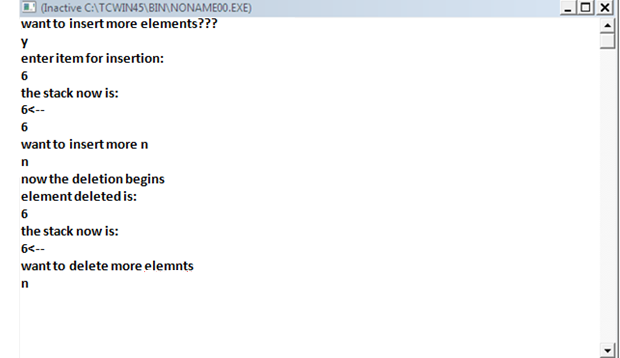 (Inactive C:\TCWIN45\BIN\NONAME00.EXE)
want to insert more elements???
y
enter item for insertion:
6
the stack now is:
6<--
6
want to insert more n
n
now the deletion begins
element deleted is:
6
the stack now is:
6<--
want to delete more elemnts
n